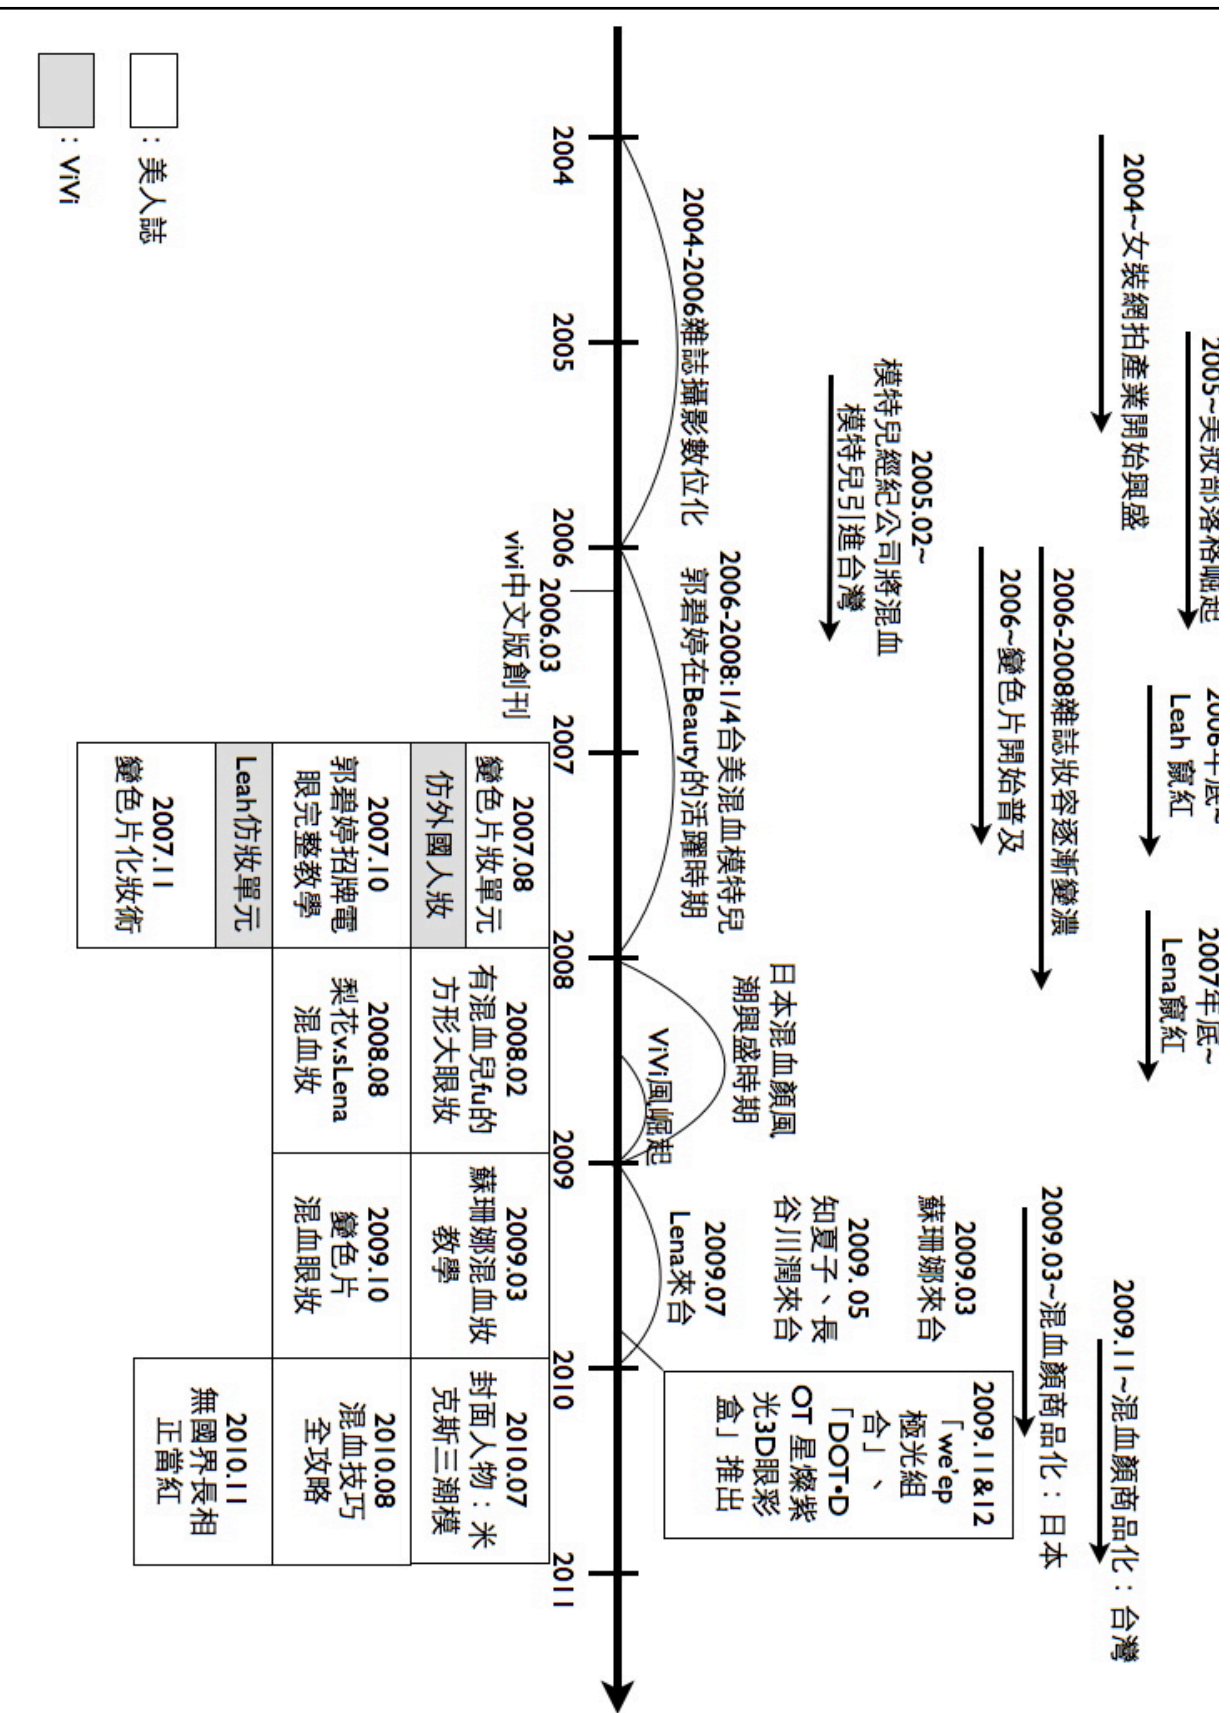 2005~美妝部落格崛起
2006年底~
Leah 竄紅
2007年底~
Lena竄紅
2004~女裝網拍產業開始興盛
2009.11~混血顏商品化：台灣
2006-2008雜誌妝容逐漸變濃
2009.03~混血顏商品化：日本
2006~變色片開始普及
2005.02~
模特兒經紀公司將混血
模特兒引進台灣
2009.03
蘇珊娜來台
2009. 05
知夏子、長
谷川潤來台
2009.07
Lena來台
2009.11&12
「we'ep
極光組
合」、
「DOT•D
OT 星燦紫
光3D眼彩
盒」推出
2004-2006雜誌攝影數位化
2006-2008:1/4台美混血模特兒
郭碧婷在Beauty的活躍時期
日本混血顏風
潮興盛時期
ViVi風崛起
2004
2005
2006
2007
2008
2009
2010
2011
2006.03
vivi中文版創刊
2007.08
變色片妝單元
仿外國人妝
2007.10
郭碧婷招牌電
眼完整教學
Leah仿妝單元
2007.11
變色片化妝術
2008.02
有混血兒fu的
方形大眼妝
2008.08
梨花v.sLena
混血妝
2009.03
蘇珊娜混血妝
教學
2009.10
變色片
混血眼妝
2010.07
封面人物：米
克斯三潮模
2010.08
混血技巧
全攻略
2010.11
無國界長相
正當紅
：美人誌
：ViVi